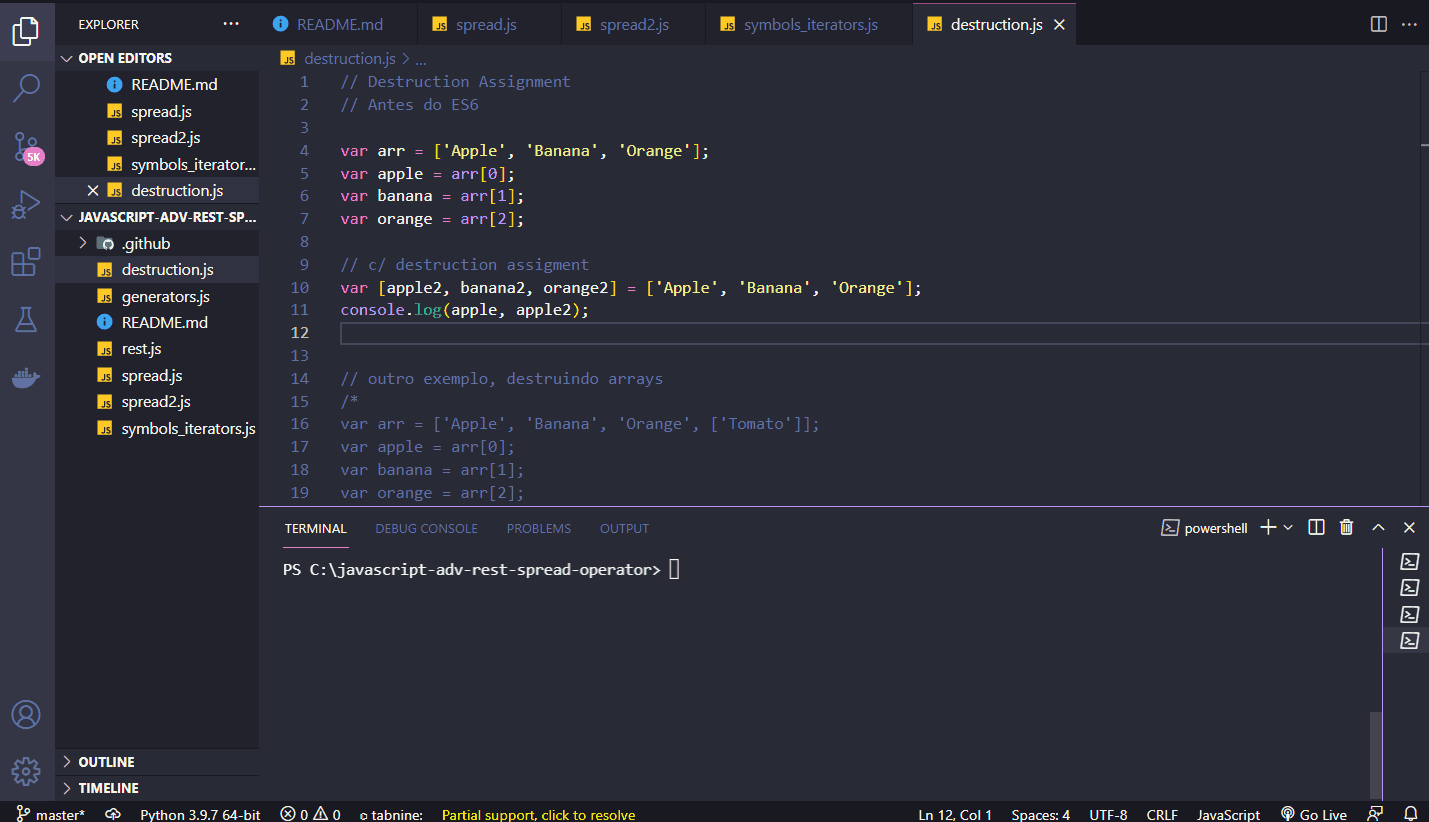 EXPLORER ...
README.md
spread.js
spread2.js
symbols_iterators.js
destruction.js
...
OPEN EDITORS
README.md
spread.js
spread2.js
symbols_iterator...
destruction.js
JAVASCRIPT-ADV-REST-SP...
.github
destruction.js
generators.js
README.md
rest.js
spread.js
spread2.js
symbols_iterators.js
OUTLINE
TIMELINE
5K
destruction.js > ...
1 // Destruction Assignment
2 // Antes do ES6
3
4 var arr = ['Apple', 'Banana', 'Orange'];
5 var apple = arr[0];
6 var banana = arr[1];
7 var orange = arr[2];
8
9 // c/ destruction assigment
10 var [apple2, banana2, orange2] = ['Apple', 'Banana', 'Orange'];
11 console.log(apple, apple2);
12
13
14 // outro exemplo, destruindo arrays
15 /*
16 var arr = ['Apple', 'Banana', 'Orange', ['Tomato']];
17 var apple = arr[0];
18 var banana = arr[1];
19 var orange = arr[2];
TERMINAL DEBUG CONSOLE PROBLEMS OUTPUT powershell
PS C:\javascript-adv-rest-spread-operator>
master* Python 3.9.7 64-bit 0 0 tabnine: Partial support, click to resolve Ln 12, Col 1 Spaces: 4 UTF-8 CRLF JavaScript Go Live